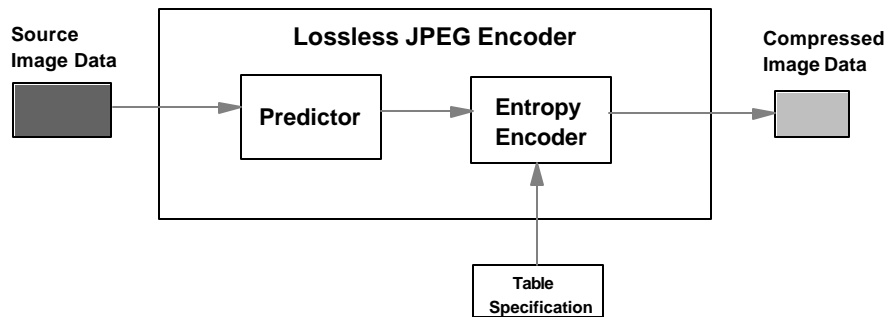 Source
Image Data
Lossless JPEG Encoder
Compressed
Image Data
Predictor
Entropy
Encoder
Table
Specification